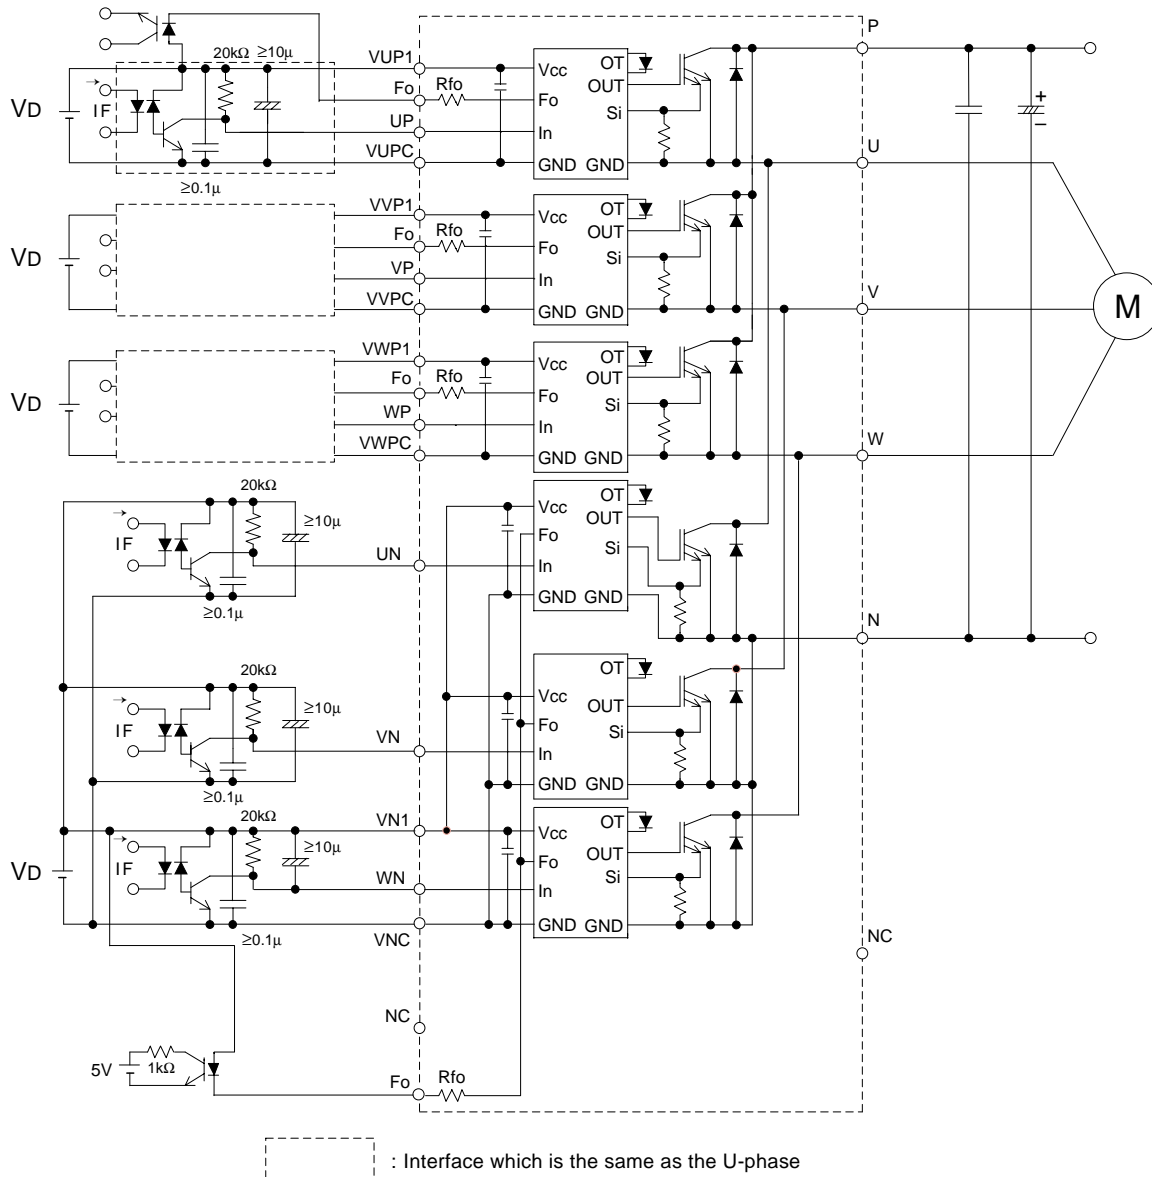 P
20kΩ ≥10µ
VUP1
Vcc
OT
OUT
Fo
Rfo
Fo
Si
VD
IF
UP
In
VUPC
GND GND
U
≥0.1µ
+
–
VVP1
Vcc
OT
OUT
Fo
Rfo
Fo
Si
VD
VP
In
VVPC
GND GND
V
M
VWP1
Vcc
OT
OUT
Fo
Rfo
Fo
Si
VD
WP
In
VWPC
GND GND
W
20kΩ
≥10µ
IF
UN
≥0.1µ
Vcc
OT
OUT
Fo
Si
In
GND GND
N
20kΩ
≥10µ
IF
VN
≥0.1µ
Vcc
OT
OUT
Fo
Si
In
GND GND
20kΩ
≥10µ
VN1
IF
VD
WN
≥0.1µ
VNC
Vcc
OT
OUT
Fo
Si
In
GND GND
NC
NC
5V
1kΩ
Fo
Rfo
: Interface which is the same as the U-phase